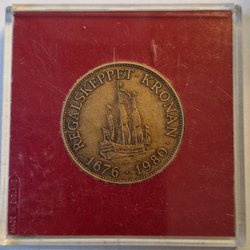 REGALSKEPPET · KRONAN
· 1676 - 1980 ·